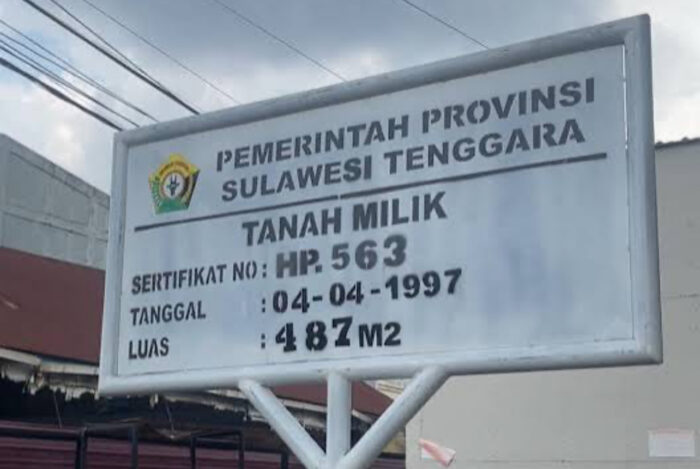 PEMERINTAH PROVINSI
SULAWESI TENGGARA
TANAH MILIK
SERTIFIKAT NO : HP. 563
TANGGAL : 04-04-1997
LUAS : 487 M2